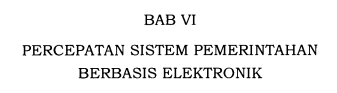 BAB VI
PERCEPATAN SISTEM PEMERINTAHAN
BERBASIS ELEKTRONIK